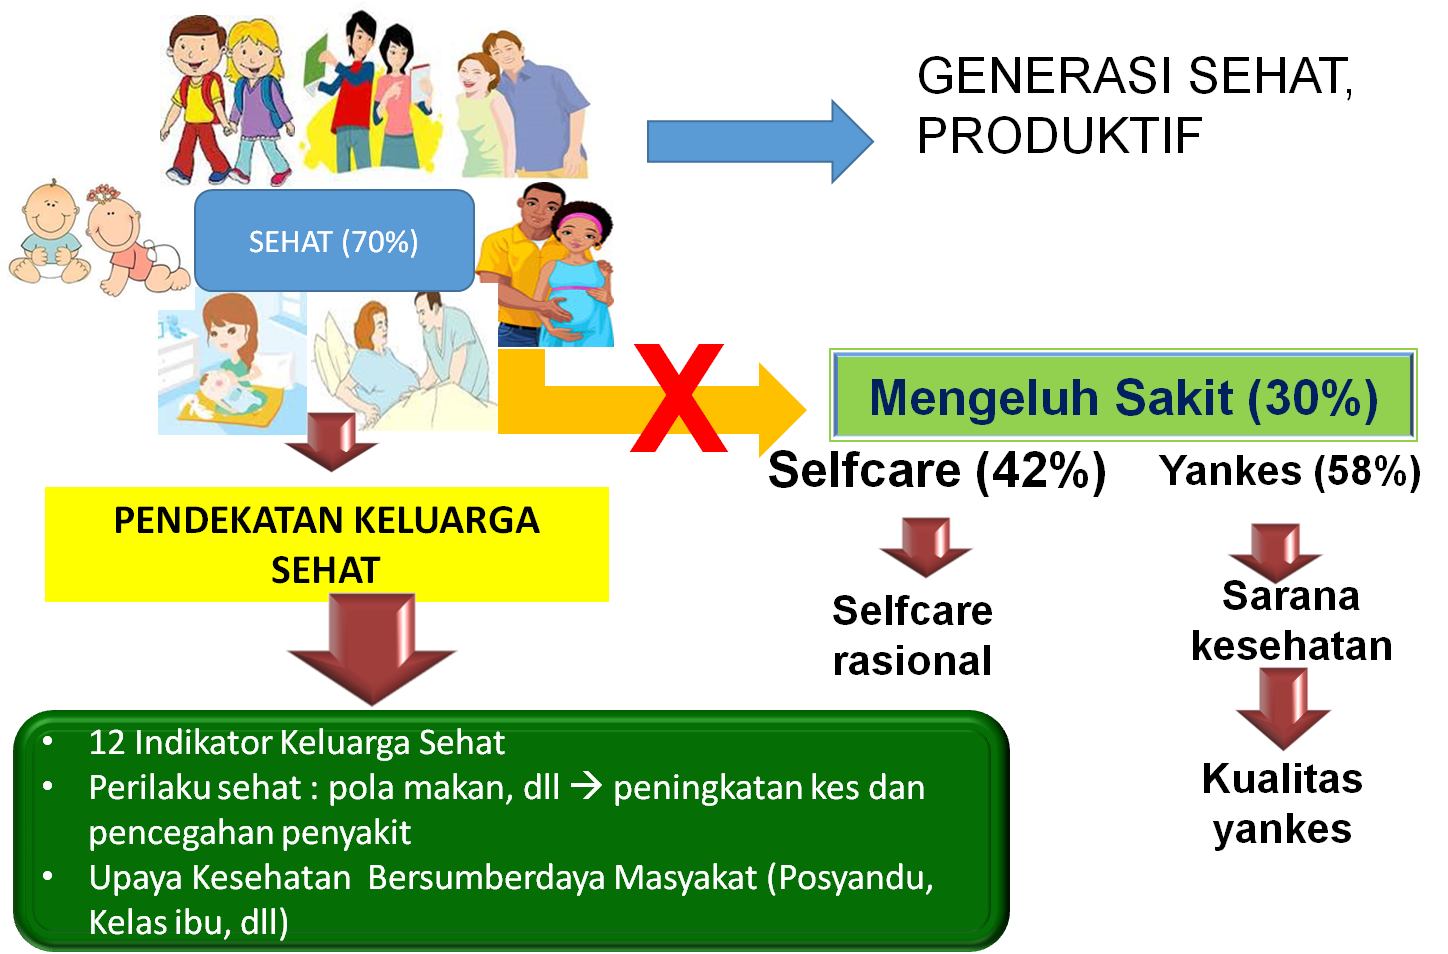 GENERASI SEHAT,
PRODUKTIF
SEHAT (70%)
Mengeluh Sakit (30%)
Selfcare (42%)
Yankes (58%)
PENDEKATAN KELUARGA
SEHAT
Selfcare
rasional
Sarana
kesehatan
Kualitas
yankes
• 12 Indikator Keluarga Sehat
• Perilaku sehat : pola makan, dll → peningkatan kes dan
pencegahan penyakit
• Upaya Kesehatan Bersumberdaya Masyakat (Posyandu,
Kelas ibu, dll)